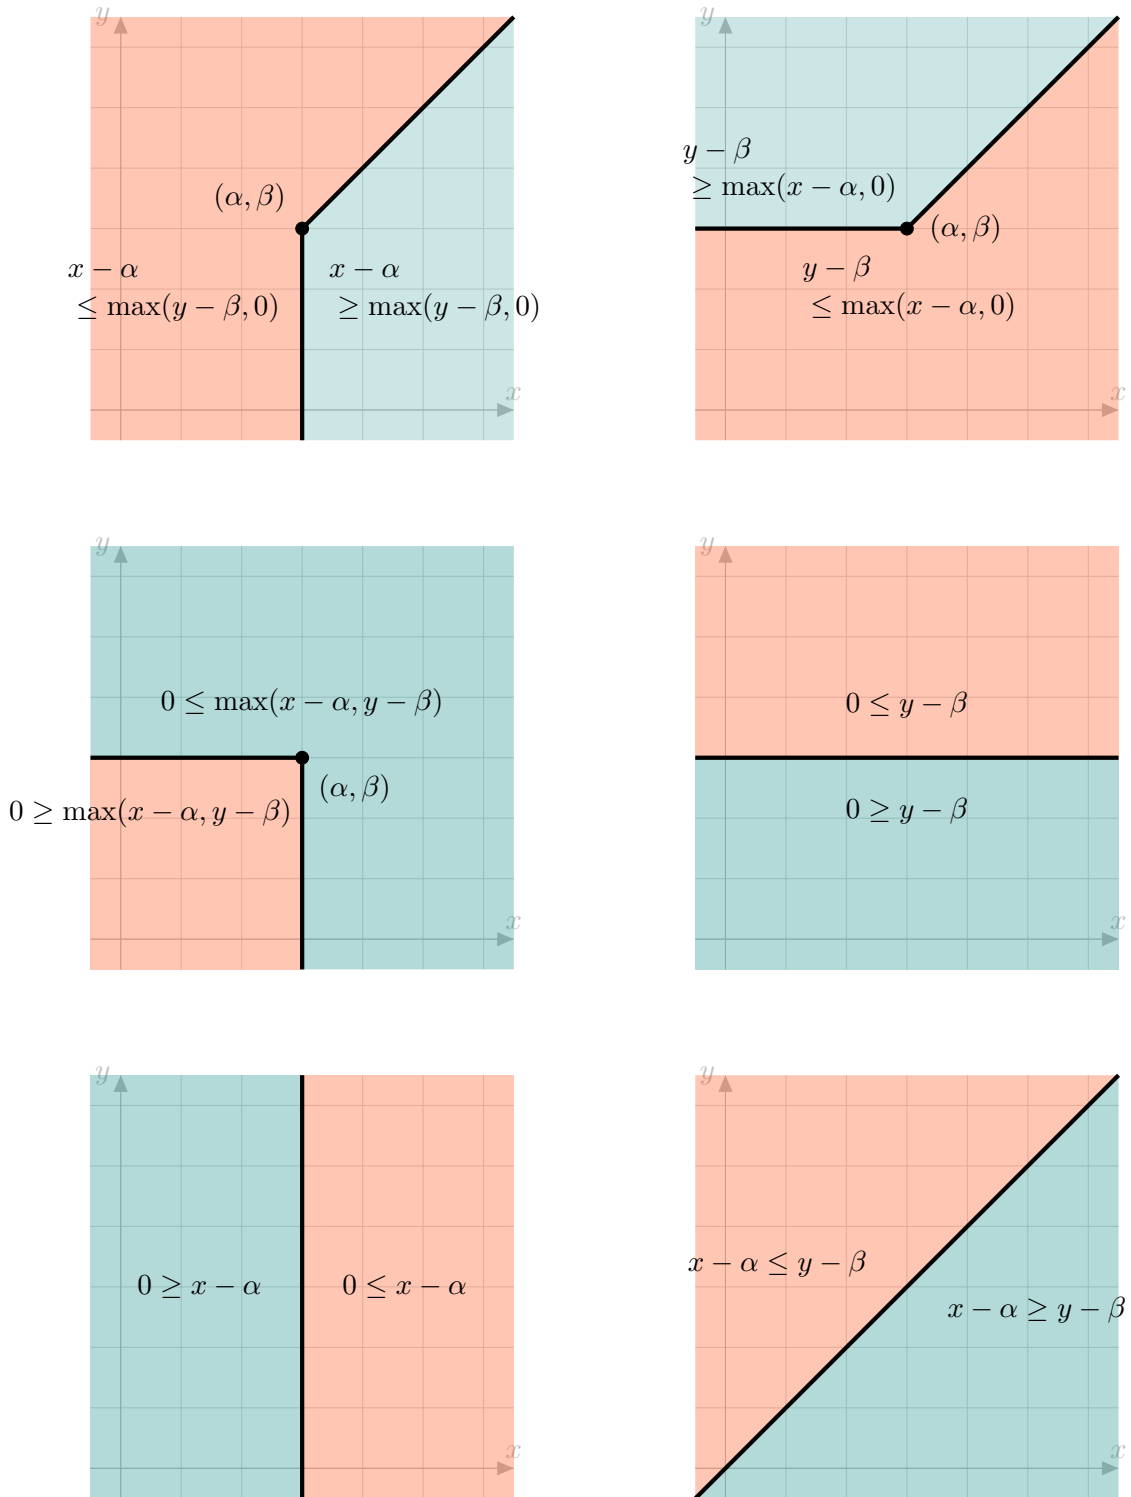 y
(α, β)
x − α
≤ max(y − β, 0)
x − α
≥ max(y − β, 0)
x
y
y − β
≥ max(x − α, 0)
(α, β)
y − β
≤ max(x − α, 0)
x
y
0 ≤ max(x − α, y − β)
(α, β)
0 ≥ max(x − α, y − β)
x
y
0 ≤ y − β
0 ≥ y − β
x
y
0 ≥ x − α
0 ≤ x − α
x
y
x − α ≤ y − β
x − α ≥ y − β
x